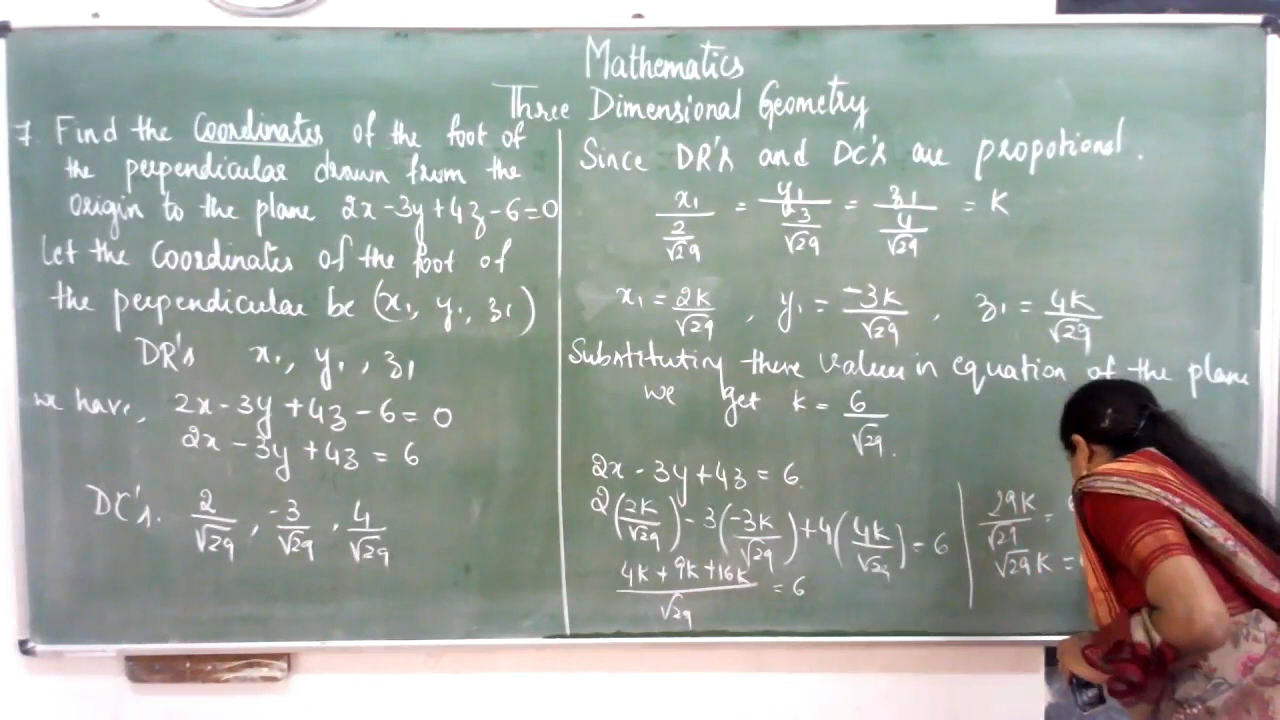 Mathematics
Three Dimensional Geometry
7. Find the Coordinates of the foot of
the perpendicular drawn from the
origin to the plane 2x-3y+4z-6=0
Let the Coordinates of the foot of
the perpendicular be (x₁, y₁, z₁)
DR's x₁, y₁, z₁
we have, 2x-3y+4z-6=0
2x-3y+4z=6
DC's. 2/√29, -3/√29, 4/√29
Since DR's and DC's are propotional.
x₁/(2/√29) = y₁/(-3/√29) = z₁/(4/√29) = K
x₁ = 2K/√29, y₁ = -3K/√29, z₁ = 4K/√29
Substituting these values in equation of the plane
we get K = 6/√29.
2x-3y+4z=6.
2(2K/√29)-3(-3K/√29)+4(4K/√29)=6
(4K+9K+16K)/√29 = 6
29K/√29 =
√29K =